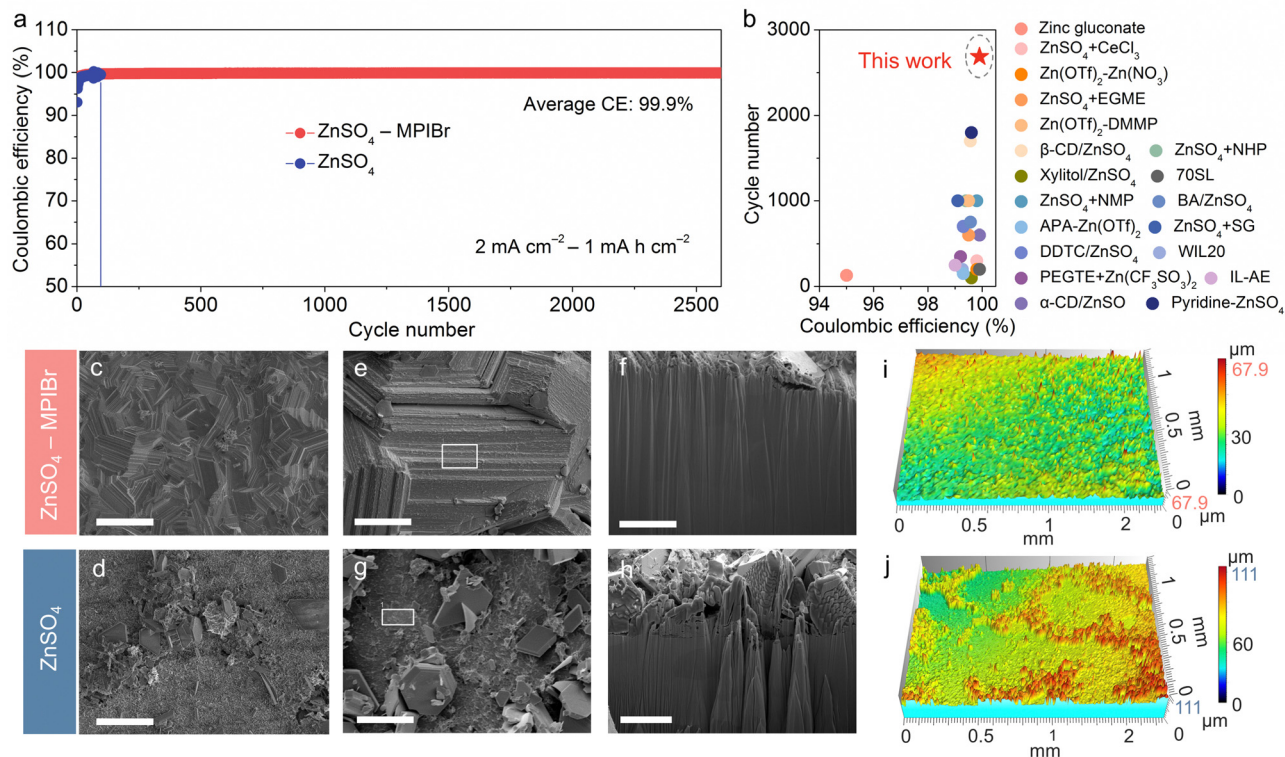 a
110
100
90
80
70
60
50
Coulombic efficiency (%)
Average CE: 99.9%
ZnSO₄ – MPIBr
ZnSO₄
2 mA cm⁻² – 1 mA h cm⁻²
0
500
1000
1500
2000
2500
Cycle number
b
3000
2000
1000
0
Cycle number
This work
94
96
98
100
Coulombic efficiency (%)
Zinc gluconate
ZnSO₄+CeCl₃
Zn(OTf)₂-Zn(NO₃)
ZnSO₄+EGME
Zn(OTf)₂-DMMP
β-CD/ZnSO₄ ZnSO₄+NHP
Xylitol/ZnSO₄ 70SL
ZnSO₄+NMP BA/ZnSO₄
APA-Zn(OTf)₂ ZnSO₄+SG
DDTC/ZnSO₄ WIL20
PEGTE+Zn(CF₃SO₃)₂ IL-AE
α-CD/ZnSO Pyridine-ZnSO₄
ZnSO₄ – MPIBr
c
e
f
i
1
0.5
0
mm
67.9
μm
0
0 0.5 1 2
mm
μm
67.9
30
0
ZnSO₄
d
g
h
j
1
0.5
0
mm
111
μm
0
0 0.5 1 2
mm
μm
111
60
0